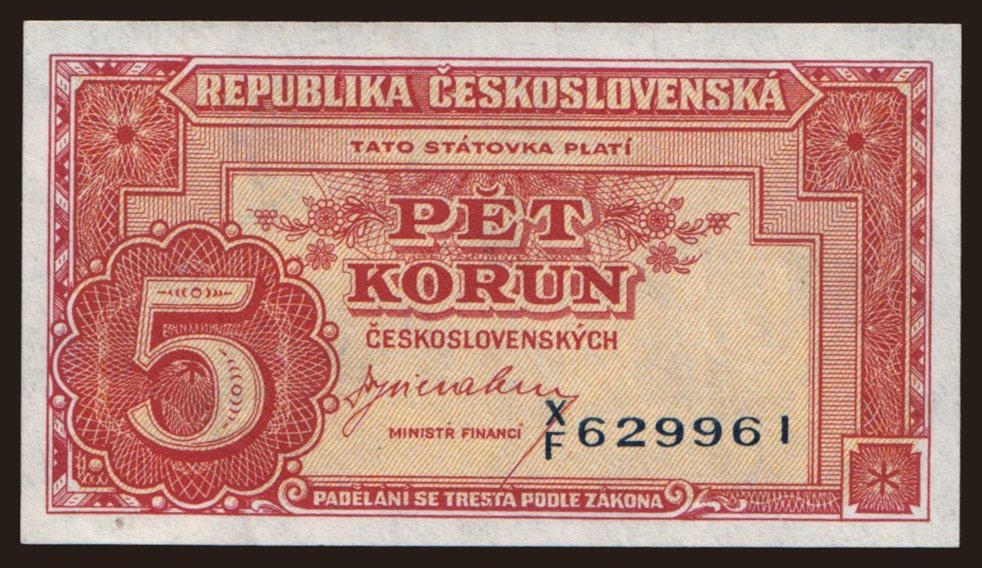 REPUBLIKA ČESKOSLOVENSKÁ
TATO STÁTOVKA PLATÍ
PĚT
KORUN
ČESKOSLOVENSKÝCH
5
MINISTR FINANCÍ
X/F 629961
PADĚLÁNÍ SE TRESTÁ PODLE ZÁKONA